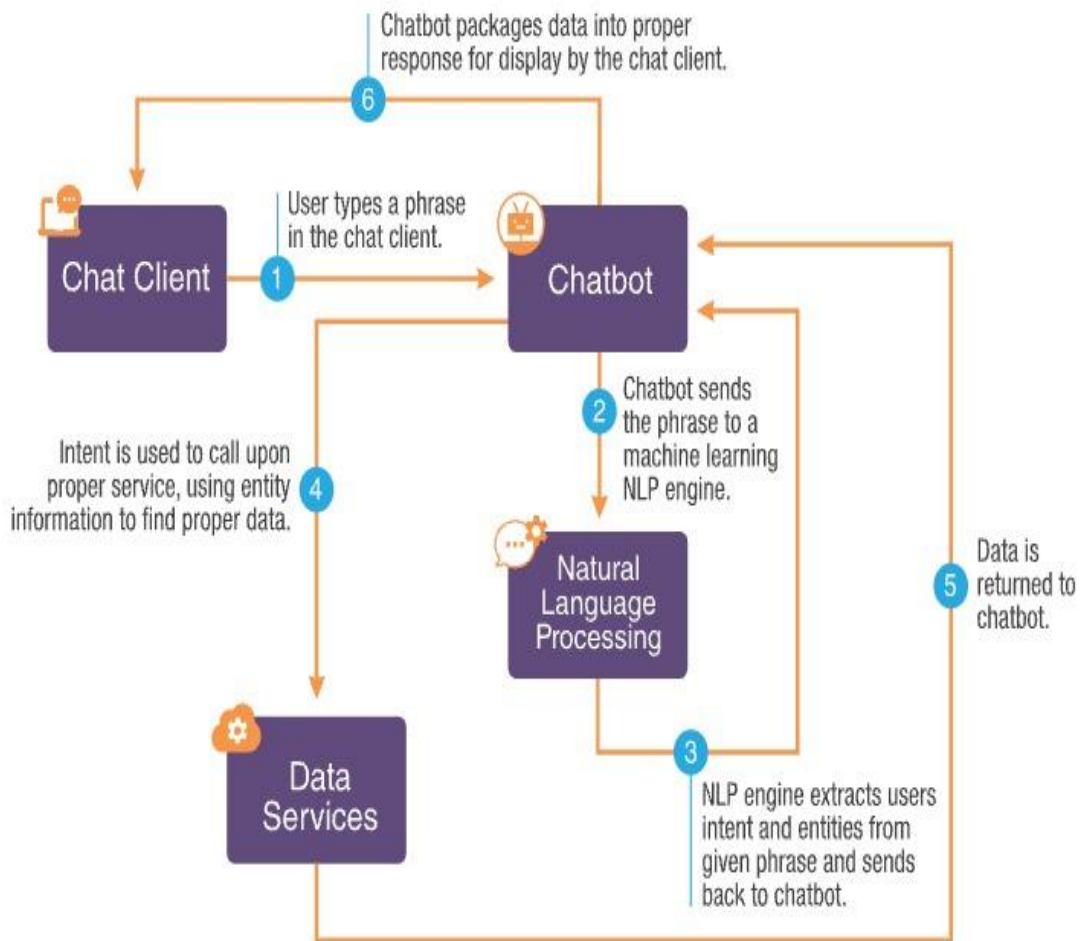 Chatbot packages data into proper
response for display by the chat client.
6
User types a phrase
in the chat client.
Chat Client
1
Chatbot
2
Chatbot sends
the phrase to a
machine learning
NLP engine.
Intent is used to call upon
proper service, using entity
information to find proper data.
4
Natural
Language
Processing
5
Data is
returned to
chatbot.
3
NLP engine extracts users
intent and entities from
given phrase and sends
back to chatbot.
Data
Services